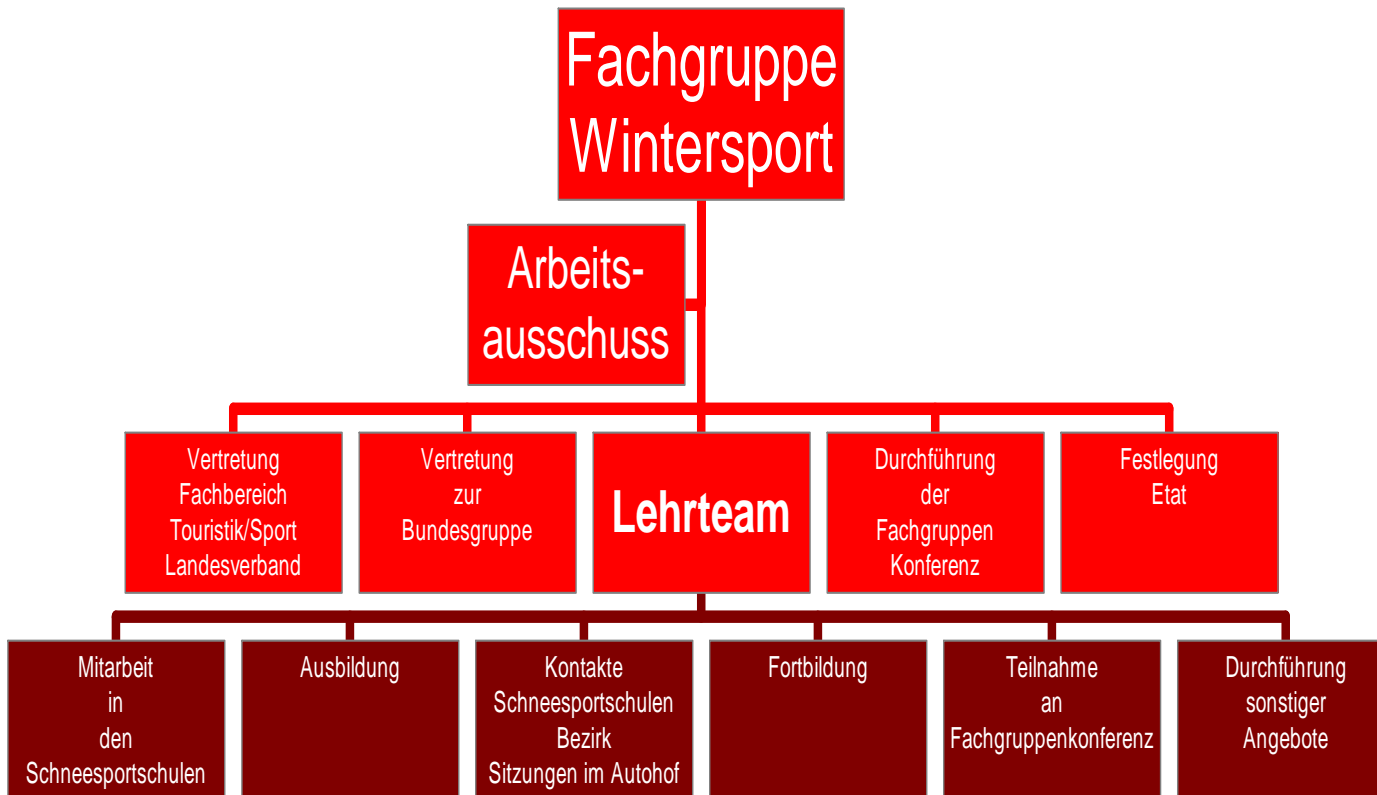 Fachgruppe
Wintersport
Arbeits-
ausschuss
Vertretung
Fachbereich
Touristik/Sport
Landesverband
Vertretung
zur
Bundesgruppe
Lehrteam
Durchführung
der
Fachgruppen
Konferenz
Festlegung
Etat
Mitarbeit
in
den
Schneesportschulen
Ausbildung
Kontakte
Schneesportschulen
Bezirk
Sitzungen im Autohof
Fortbildung
Teilnahme
an
Fachgruppenkonferenz
Durchführung
sonstiger
Angebote